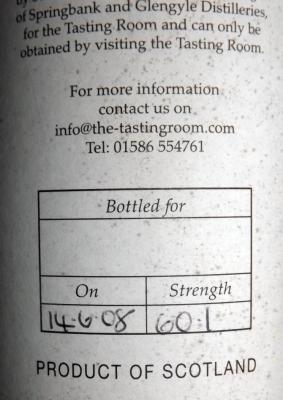 of Springbank and Glengyle Distilleries,
for the Tasting Room and can only be
obtained by visiting the Tasting Room.
For more information
contact us on
info@the-tastingroom.com
Tel: 01586 554761
Bottled for
On Strength
14·6·08 60·1
PRODUCT OF SCOTLAND